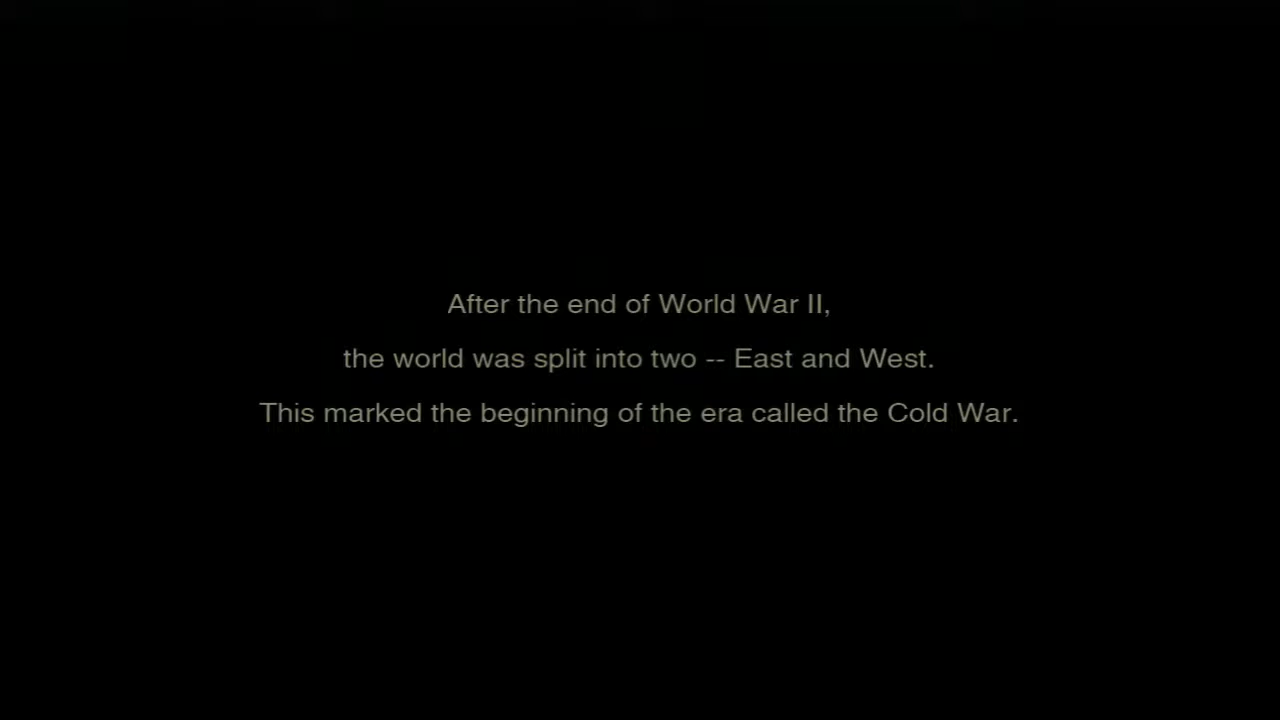 After the end of World War II,
the world was split into two -- East and West.
This marked the beginning of the era called the Cold War.